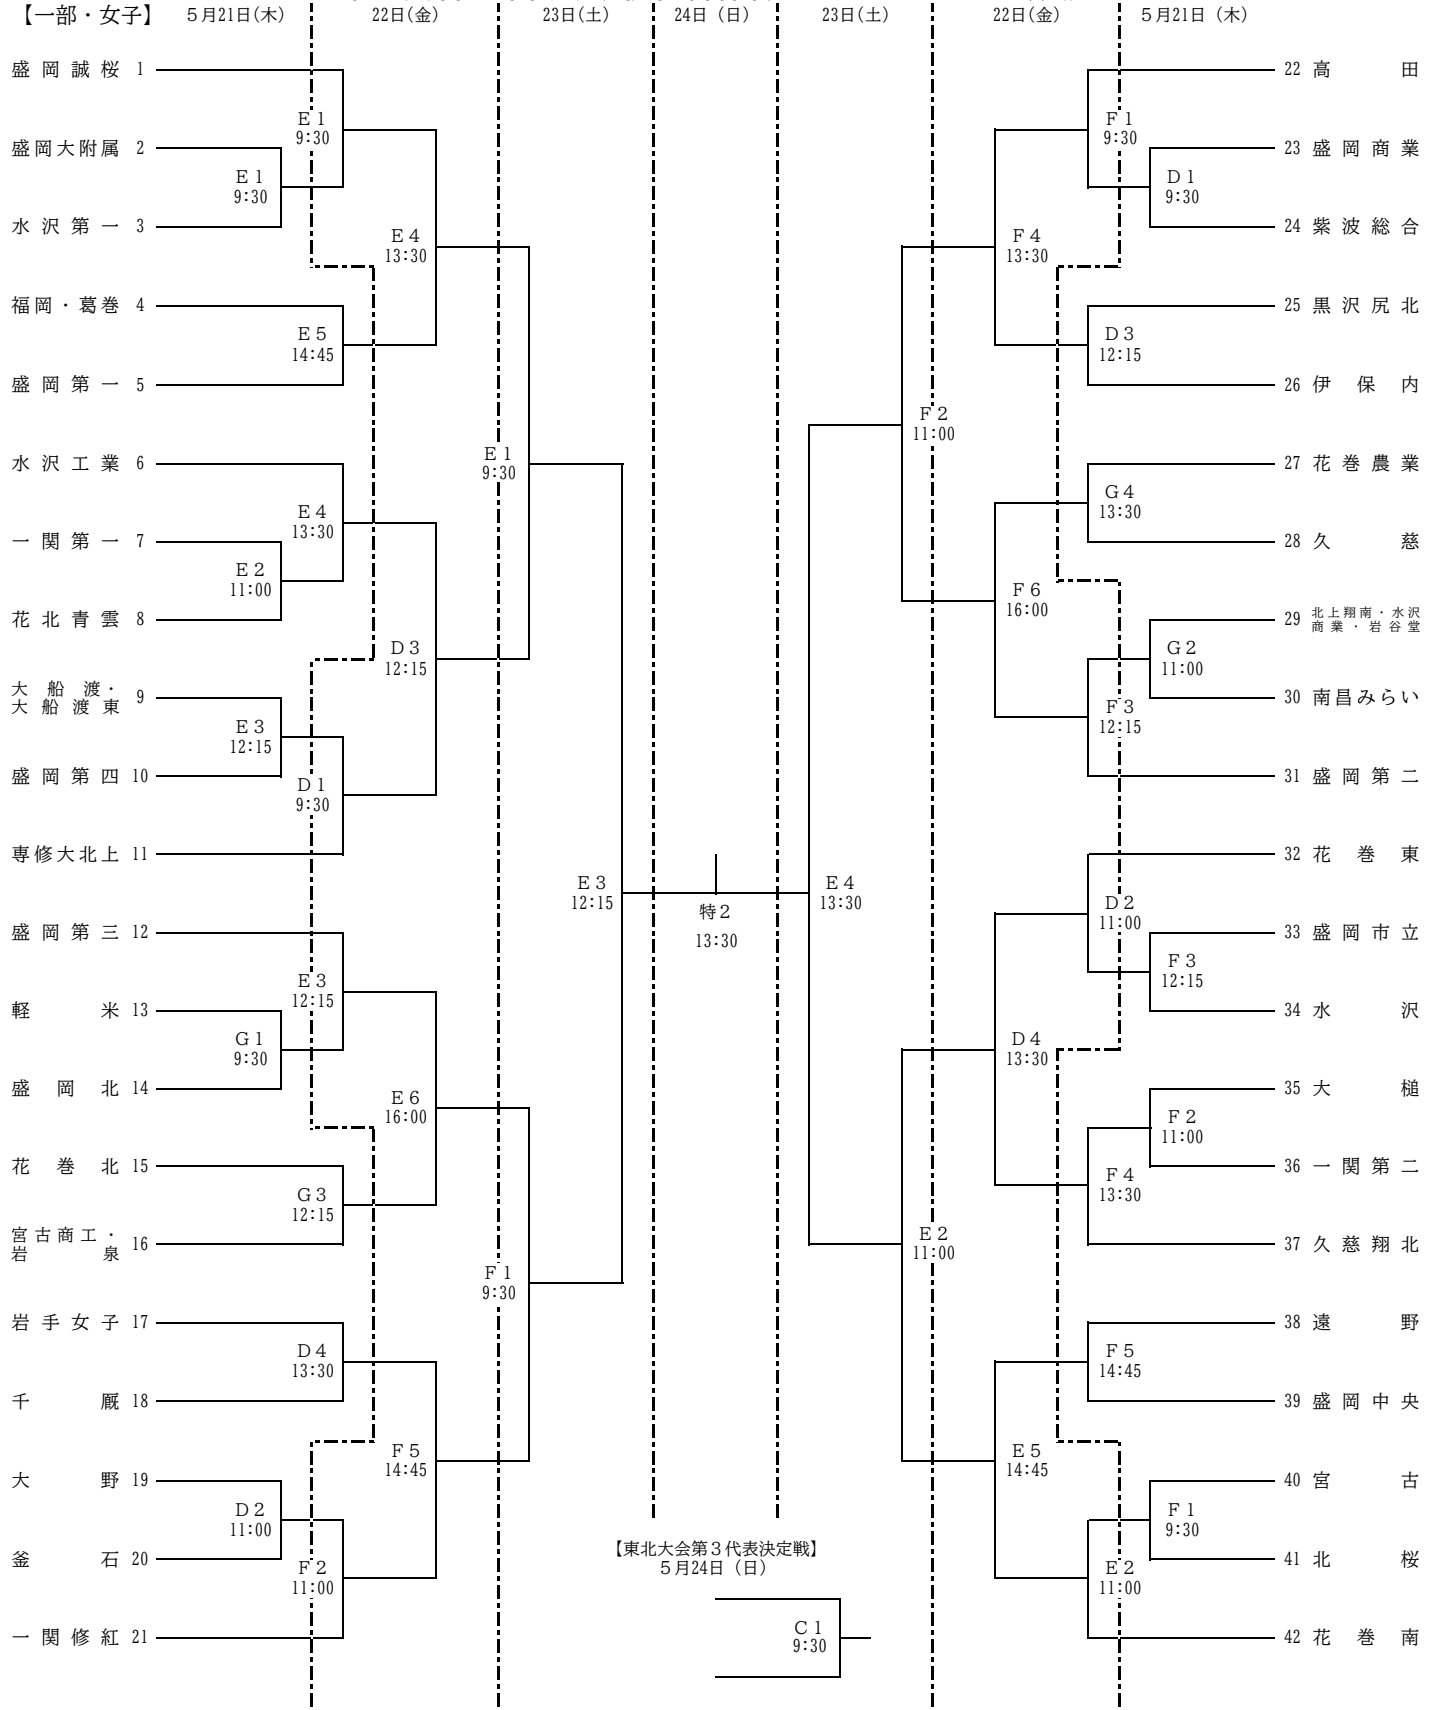 【一部・女子】 5月21日(木) 22日(金) 23日(土) 24日（日） 23日(土) 22日(金) 5月21日（木）
盛岡誠桜 1
E1
9:30
盛岡大附属 2
E1
9:30
水沢第一 3
E4
13:30
福岡・葛巻 4
E5
14:45
盛岡第一 5
E1
9:30
水沢工業 6
E4
13:30
一関第一 7
E2
11:00
花北青雲 8
D3
12:15
大船渡・
大船渡東 9
E3
12:15
盛岡第四 10
D1
9:30
専修大北上 11
E3
12:15
盛岡第三 12
E3
12:15
軽米 13
G1
9:30
盛岡北 14
E6
16:00
花巻北 15
G3
12:15
宮古商工・
岩泉 16
F1
9:30
岩手女子 17
D4
13:30
千厩 18
F5
14:45
大野 19
D2
11:00
釜石 20
F2
11:00
一関修紅 21
特2
13:30
22 高田
F1
9:30
23 盛岡商業
D1
9:30
24 紫波総合
F4
13:30
25 黒沢尻北
D3
12:15
26 伊保内
F2
11:00
27 花巻農業
G4
13:30
28 久慈
F6
16:00
29 北上翔南・水沢
商業・岩谷堂
G2
11:00
30 南昌みらい
F3
12:15
31 盛岡第二
32 花巻東
E4
13:30
D2
11:00
33 盛岡市立
F3
12:15
34 水沢
D4
13:30
35 大槌
F2
11:00
36 一関第二
F4
13:30
37 久慈翔北
E2
11:00
38 遠野
F5
14:45
39 盛岡中央
E5
14:45
40 宮古
F1
9:30
41 北桜
E2
11:00
42 花巻南
【東北大会第３代表決定戦】
5月24日（日）
C1
9:30